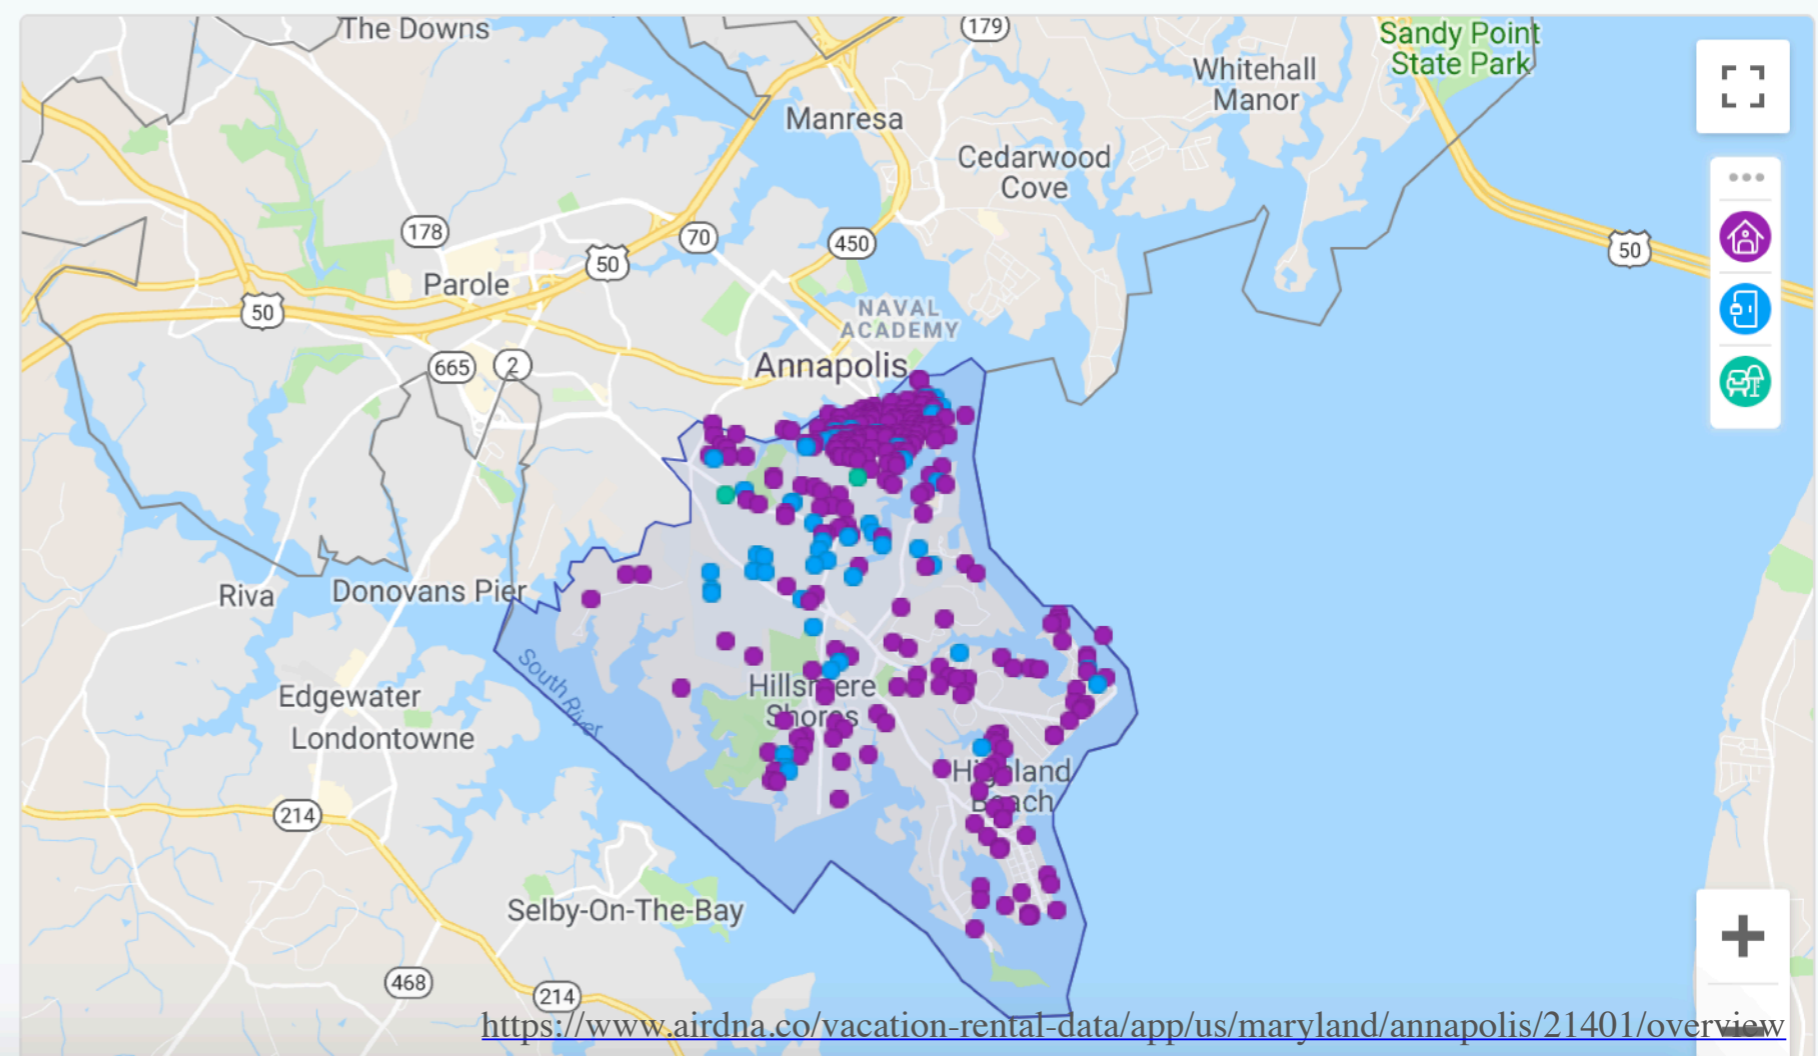 The Downs
179
Sandy Point
State Park
Whitehall
Manor
Manresa
Cedarwood
Cove
178
70
450
50
50
Parole
50
NAVAL
ACADEMY
Annapolis
665
2
Riva
Donovans Pier
South River
Edgewater
Hillsmere
Shores
Londontowne
Highland
Beach
214
Selby-On-The-Bay
468
214
https://www.airdna.co/vacation-rental-data/app/us/maryland/annapolis/21401/overview